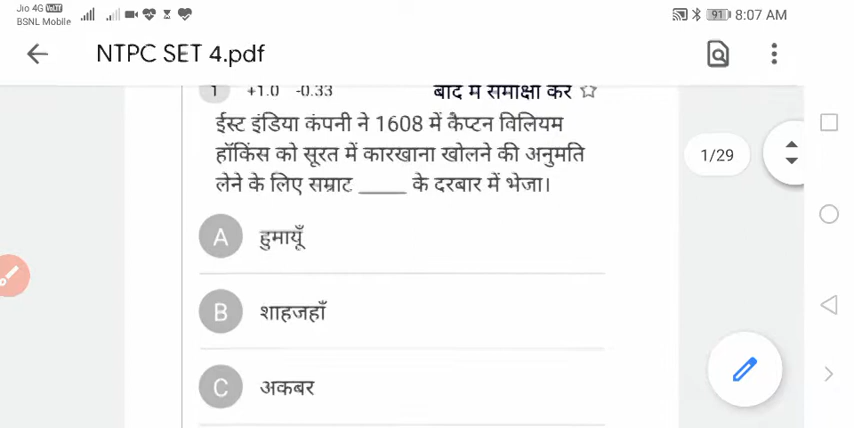 Jio 4G VoLTE
BSNL Mobile
91 8:07 AM
NTPC SET 4.pdf
1 +1.0 -0.33 बाद में समीक्षा करें
ईस्ट इंडिया कंपनी ने 1608 में कैप्टन विलियम
हॉकिंस को सूरत में कारखाना खोलने की अनुमति
लेने के लिए सम्राट _____ के दरबार में भेजा।
1/29
A हुमायूँ
B शाहजहाँ
C अकबर